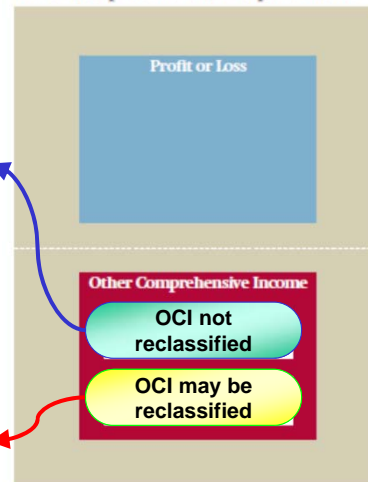 Profit or Loss
Other Comprehensive Income
OCI not
reclassified
OCI may be
reclassified